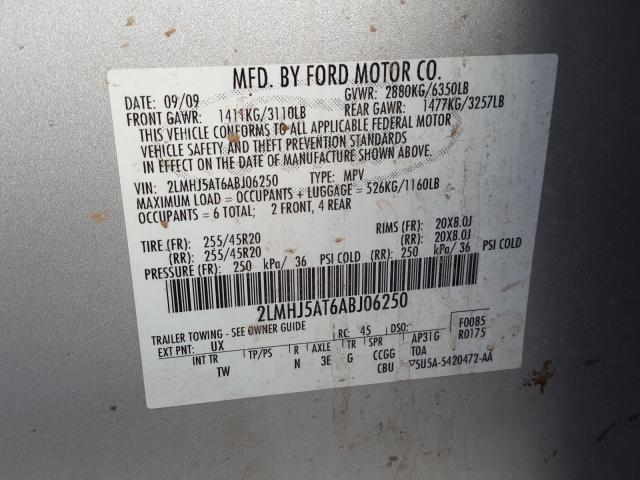 MFD. BY FORD MOTOR CO.
DATE: 09/09 GVWR: 2880KG/6350LB
FRONT GAWR: 1411KG/3110LB REAR GAWR: 1477KG/3257LB
THIS VEHICLE CONFORMS TO ALL APPLICABLE FEDERAL MOTOR
VEHICLE SAFETY AND THEFT PREVENTION STANDARDS
IN EFFECT ON THE DATE OF MANUFACTURE SHOWN ABOVE.
VIN: 2LMHJ5AT6ABJ06250 TYPE: MPV
MAXIMUM LOAD = OCCUPANTS + LUGGAGE = 526KG/1160LB
OCCUPANTS = 6 TOTAL; 2 FRONT, 4 REAR
TIRE (FR): 255/45R20 RIMS (FR): 20X8.0J
(RR): 255/45R20 (RR): 20X8.0J
PRESSURE (FR): 250 kPa/ 36 PSI COLD (RR): 250 kPa/ 36 PSI COLD
2LMHJ5AT6ABJ06250
TRAILER TOWING - SEE OWNER GUIDE RC: 45 DSO:
F0085
R0175
EXT PNT: UX
INT TR TP/PS R AXLE TR SPR AP31G
TW N 3E G CCGG TOA
CBU ▽5U5A-5420472-AA